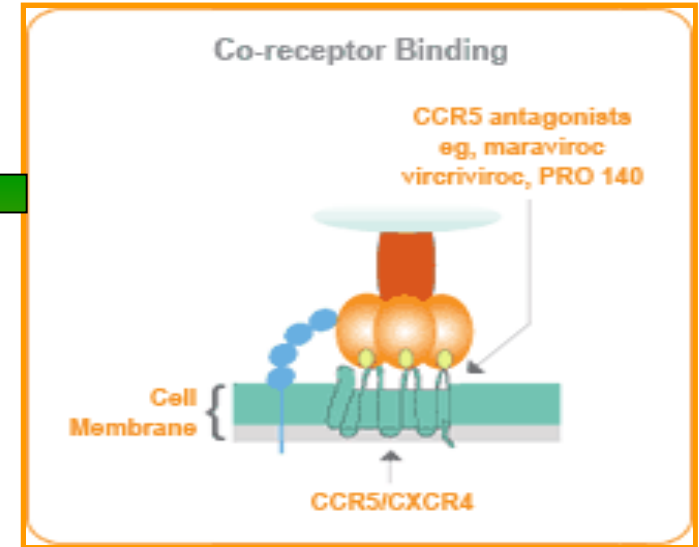 Co-receptor Binding
CCR5 antagonists
eg, maraviroc
vircriviroc, PRO 140
Cell
Membrane
CCR5/CXCR4